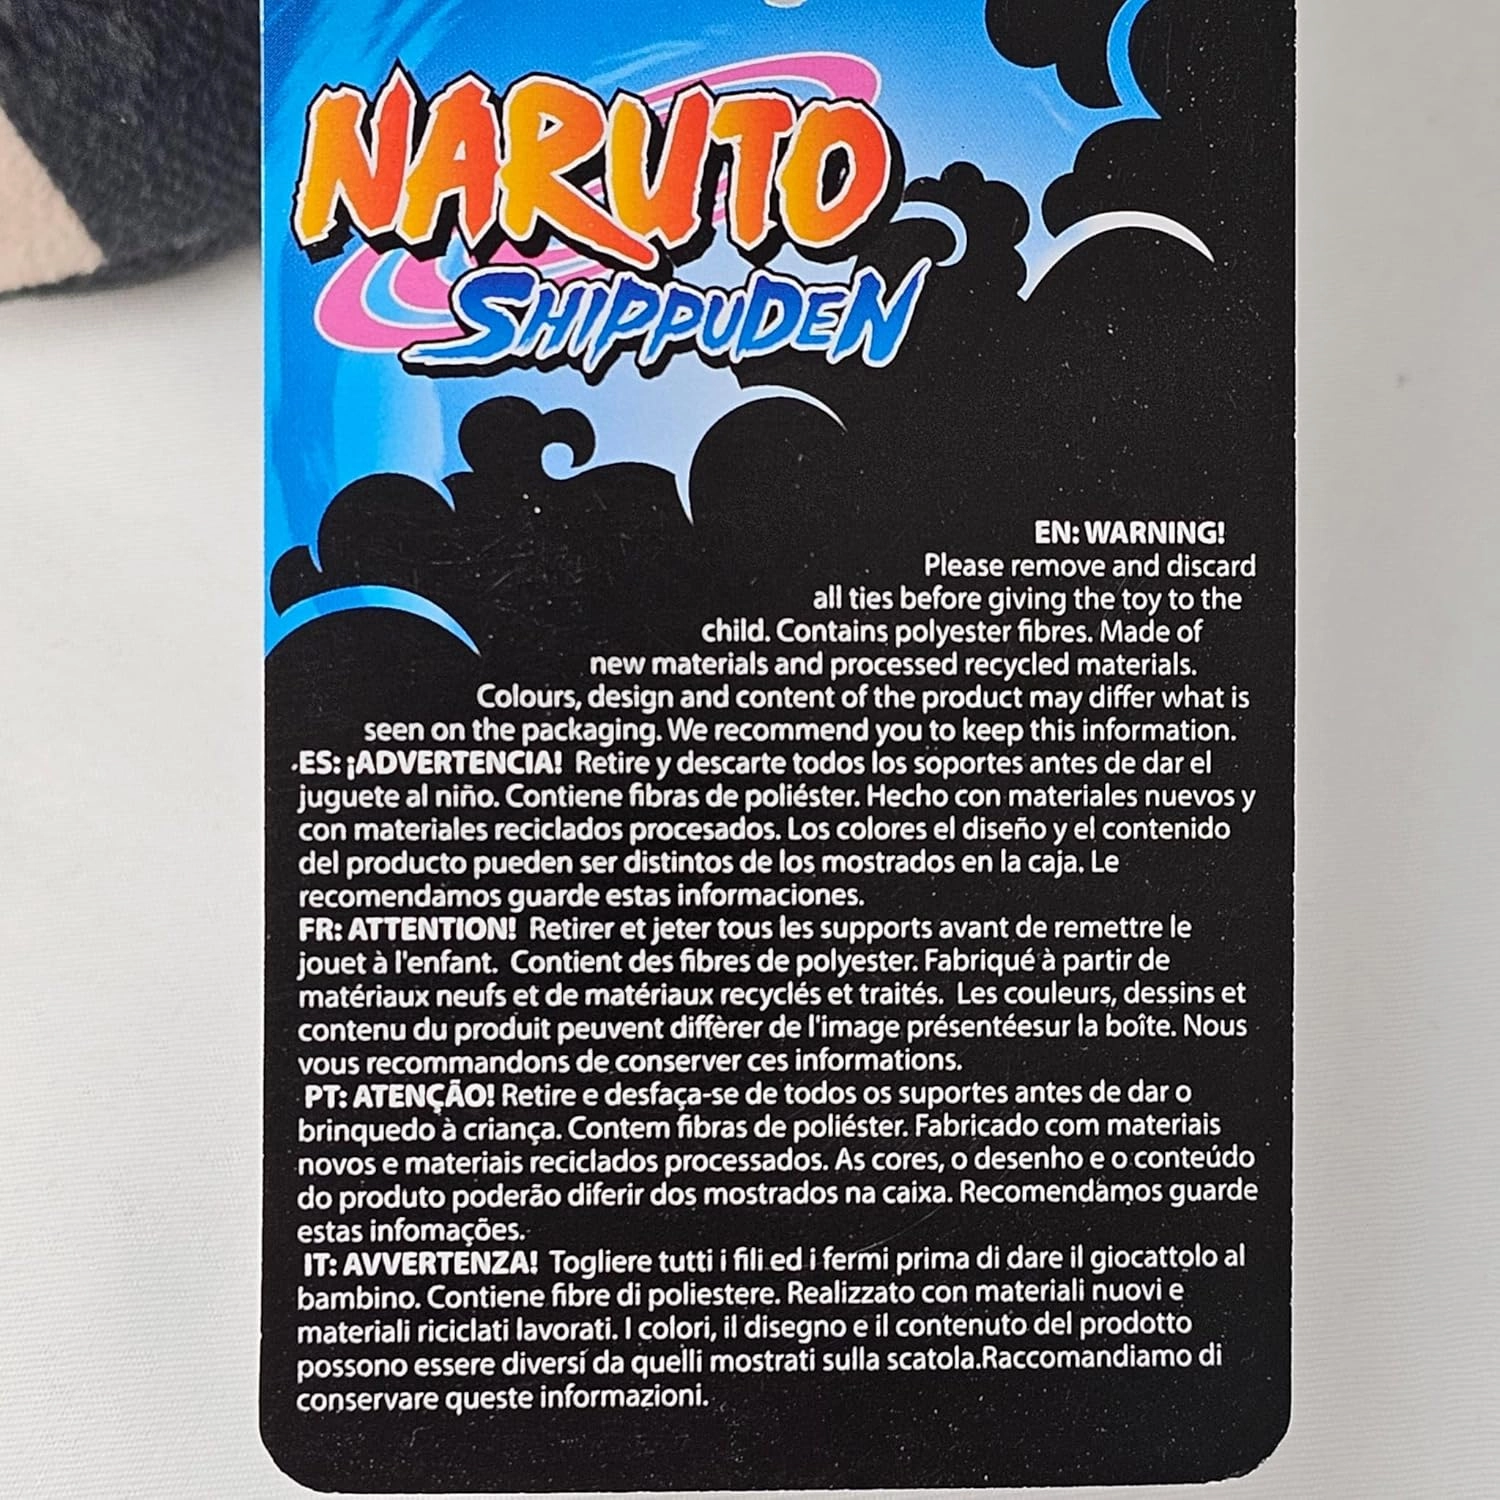 NARUTO
SHIPPUDEN
EN: WARNING!
Please remove and discard
all ties before giving the toy to the
child. Contains polyester fibres. Made of
new materials and processed recycled materials.
Colours, design and content of the product may differ what is
seen on the packaging. We recommend you to keep this information.
ES: ¡ADVERTENCIA! Retire y descarte todos los soportes antes de dar el
juguete al niño. Contiene fibras de poliéster. Hecho con materiales nuevos y
con materiales reciclados procesados. Los colores el diseño y el contenido
del producto pueden ser distintos de los mostrados en la caja. Le
recomendamos guarde estas informaciones.
FR: ATTENTION! Retirer et jeter tous les supports avant de remettre le
jouet à l'enfant. Contient des fibres de polyester. Fabriqué à partir de
matériaux neufs et de matériaux recyclés et traités. Les couleurs, dessins et
contenu du produit peuvent diffèrer de l'image présentéesur la boîte. Nous
vous recommandons de conserver ces informations.
PT: ATENÇÃO! Retire e desfaça-se de todos os suportes antes de dar o
brinquedo à criança. Contem fibras de poliéster. Fabricado com materiais
novos e materiais reciclados processados. As cores, o desenho e o conteúdo
do produto poderão diferir dos mostrados na caixa. Recomendamos guarde
estas infomações.
IT: AVVERTENZA! Togliere tutti i fili ed i fermi prima di dare il giocattolo al
bambino. Contiene fibre di poliestere. Realizzato con materiali nuovi e
materiali riciclati lavorati. I colori, il disegno e il contenuto del prodotto
possono essere diversi da quelli mostrati sulla scatola.Raccomandiamo di
conservare queste informazioni.